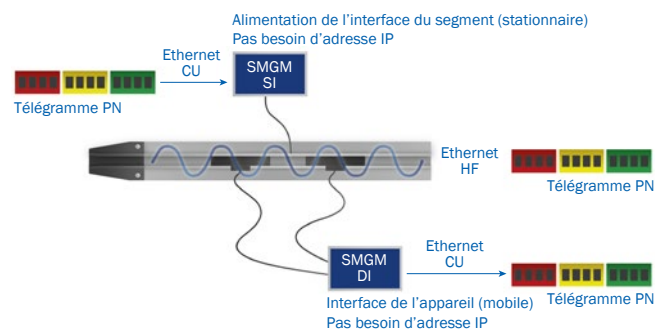 Alimentation de l’interface du segment (stationnaire)
Pas besoin d’adresse IP
Ethernet
CU
SMGM
SI
Télégramme PN
Ethernet
HF
Télégramme PN
SMGM
DI
Ethernet
CU
Télégramme PN
Interface de l’appareil (mobile)
Pas besoin d’adresse IP